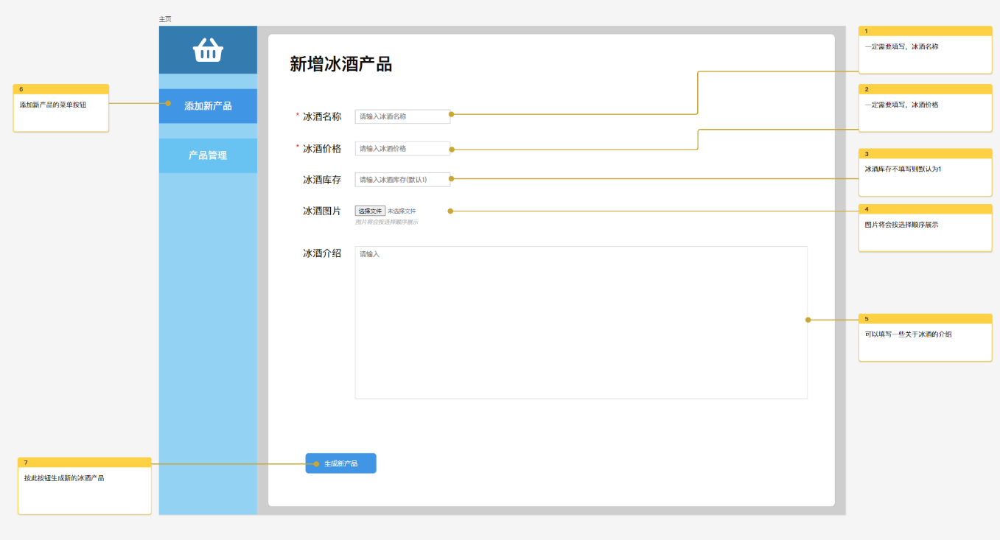 主页
添加新产品
产品管理
新增冰酒产品
* 冰酒名称 请输入冰酒名称
* 冰酒价格 请输入冰酒价格
冰酒库存 请输入冰酒库存(默认1)
冰酒图片 选择文件 未选择文件
图片将会按选择顺序展示
冰酒介绍 请输入
生成新产品
1
一定需要填写，冰酒名称
2
一定需要填写，冰酒价格
3
冰酒库存不填写则默认为1
4
图片将会按选择顺序展示
5
可以填写一些关于冰酒的介绍
6
添加新产品的菜单按钮
7
按此按钮生成新的冰酒产品